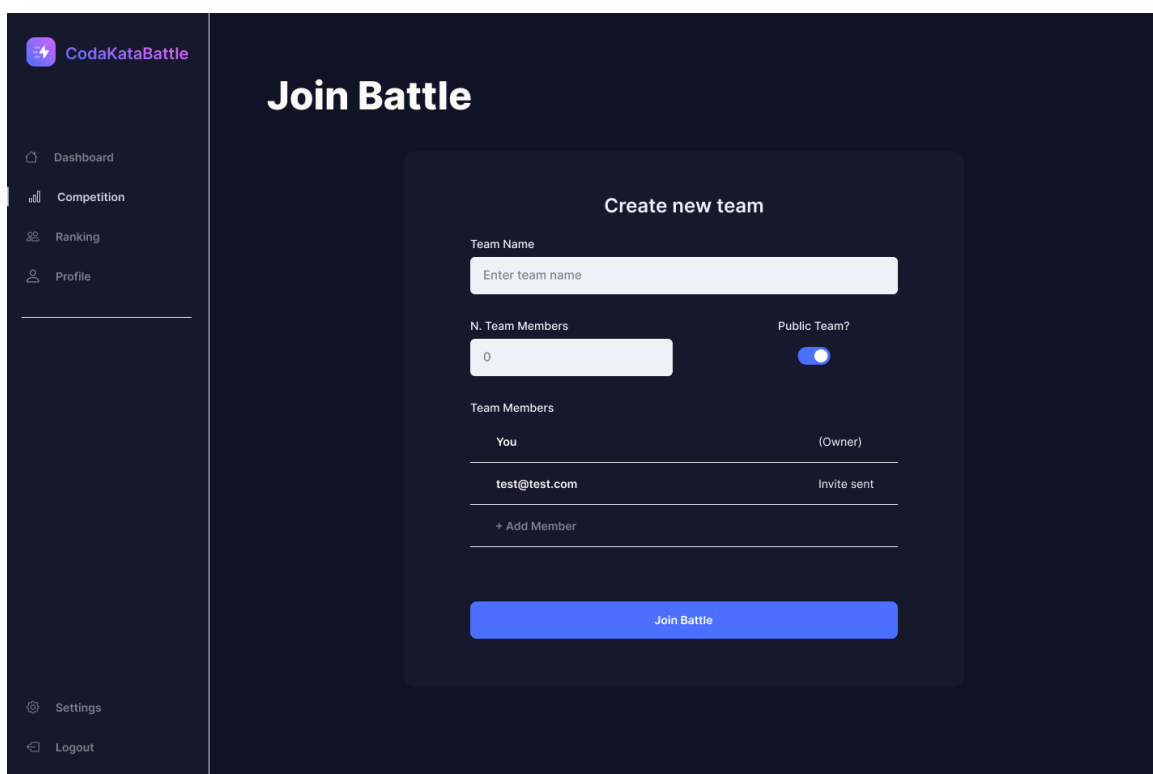 CodaKataBattle
Dashboard
Competition
Ranking
Profile
Settings
Logout
Join Battle
Create new team
Team Name
Enter team name
N. Team Members
Public Team?
0
Team Members
You (Owner)
test@test.com Invite sent
+ Add Member
Join Battle